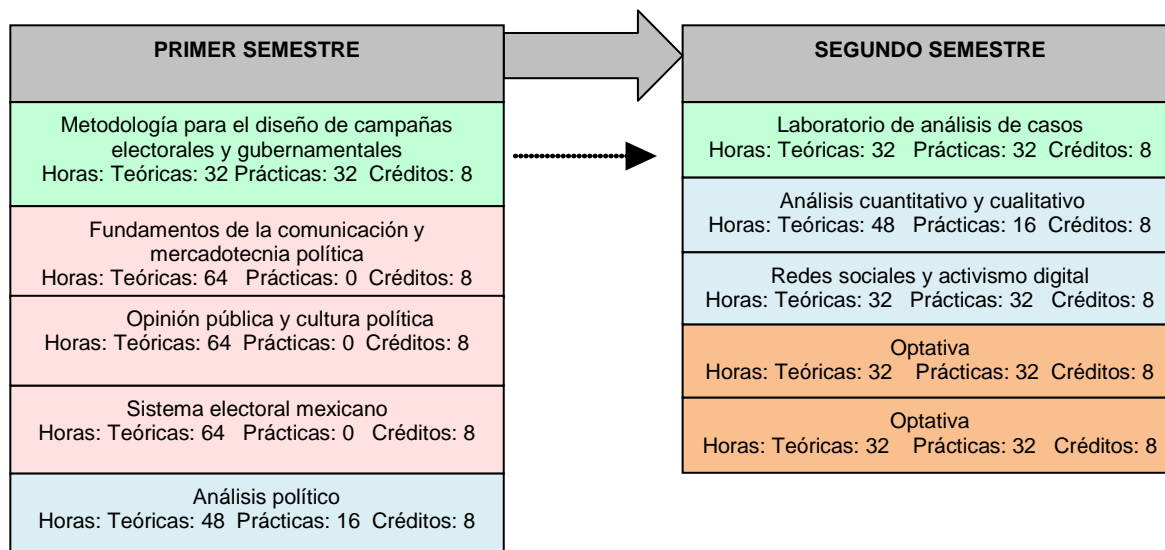 PRIMER SEMESTRE
Metodología para el diseño de campañas
electorales y gubernamentales
Horas: Teóricas: 32 Prácticas: 32 Créditos: 8
Fundamentos de la comunicación y
mercadotecnia política
Horas: Teóricas: 64 Prácticas: 0 Créditos: 8
Opinión pública y cultura política
Horas: Teóricas: 64 Prácticas: 0 Créditos: 8
Sistema electoral mexicano
Horas: Teóricas: 64 Prácticas: 0 Créditos: 8
Análisis político
Horas: Teóricas: 48 Prácticas: 16 Créditos: 8
SEGUNDO SEMESTRE
Laboratorio de análisis de casos
Horas: Teóricas: 32 Prácticas: 32 Créditos: 8
Análisis cuantitativo y cualitativo
Horas: Teóricas: 48 Prácticas: 16 Créditos: 8
Redes sociales y activismo digital
Horas: Teóricas: 32 Prácticas: 32 Créditos: 8
Optativa
Horas: Teóricas: 32 Prácticas: 32 Créditos: 8
Optativa
Horas: Teóricas: 32 Prácticas: 32 Créditos: 8